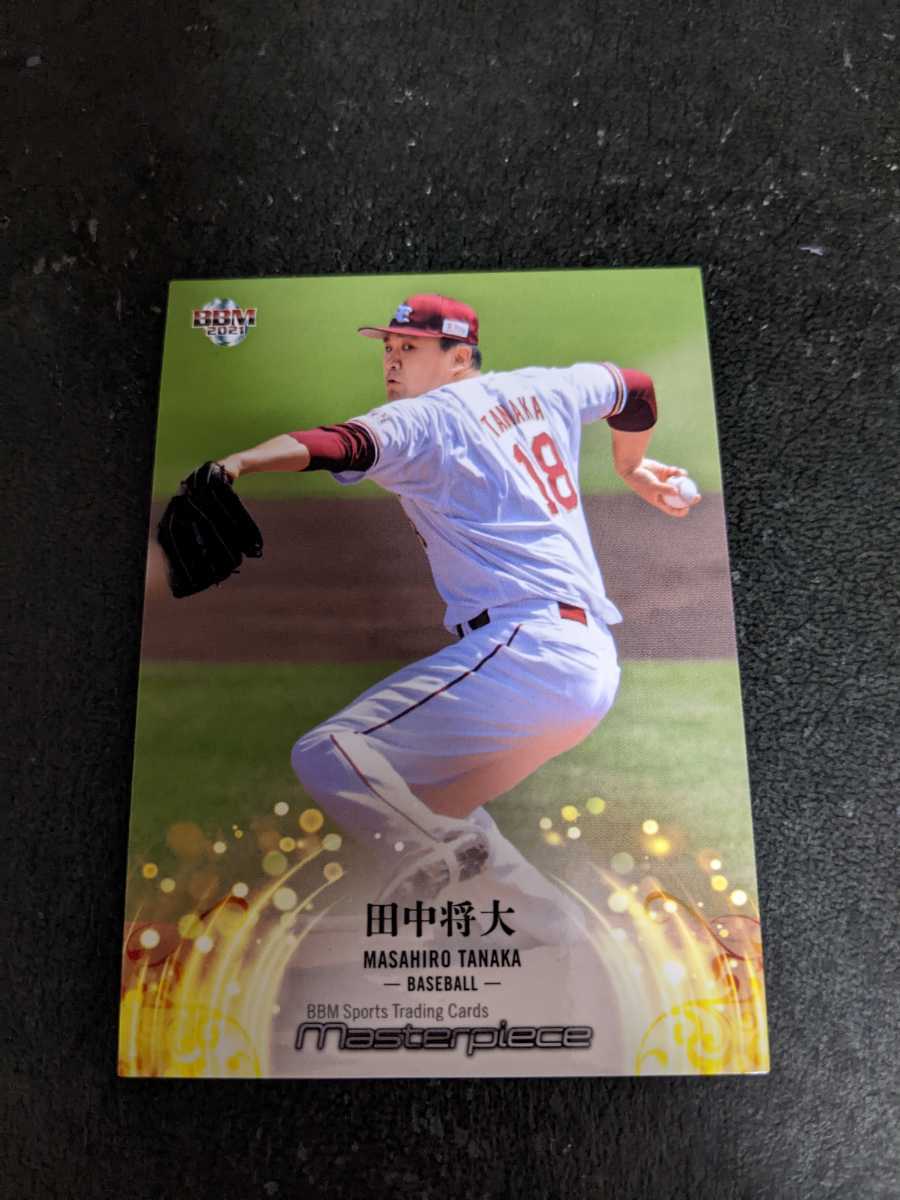 BBM
2021
TANAKA
18
田中将大
MASAHIRO TANAKA
— BASEBALL —
BBM Sports Trading Cards
Masterpiece